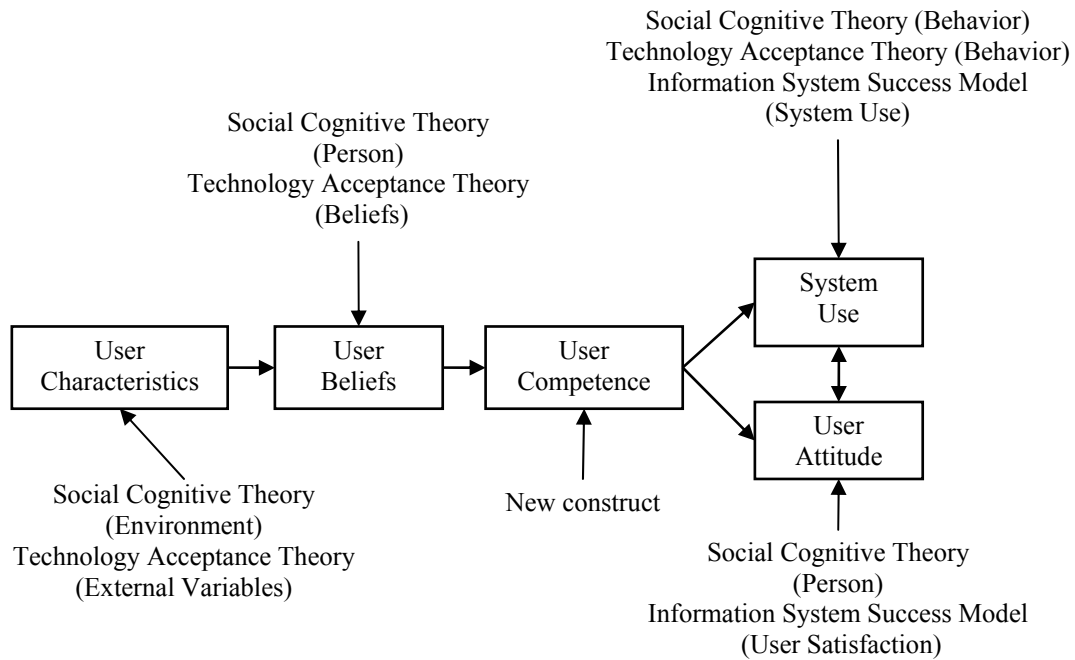 Social Cognitive Theory (Behavior)
Technology Acceptance Theory (Behavior)
Information System Success Model
(System Use)
Social Cognitive Theory
(Person)
Technology Acceptance Theory
(Beliefs)
System
Use
User
Characteristics
User
Beliefs
User
Competence
User
Attitude
Social Cognitive Theory
(Environment)
Technology Acceptance Theory
(External Variables)
New construct
Social Cognitive Theory
(Person)
Information System Success Model
(User Satisfaction)